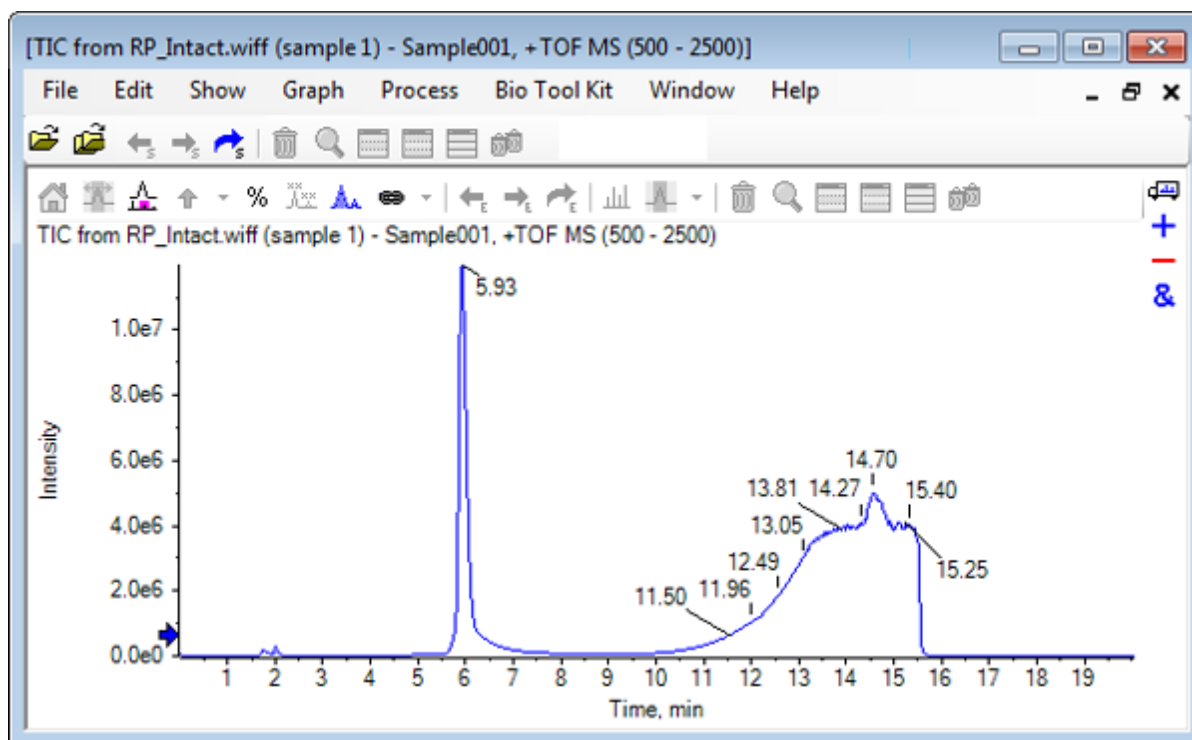 [TIC from RP_Intact.wiff (sample 1) - Sample001, +TOF MS (500 - 2500)]
File Edit Show Graph Process Bio Tool Kit Window Help
S S S
% E E E
TIC from RP_Intact.wiff (sample 1) - Sample001, +TOF MS (500 - 2500)
&
5.93
1.0e7
8.0e6
6.0e6
4.0e6
2.0e6
0.0e0
Intensity
14.70
13.81 14.27 15.40
13.05
12.49
11.50 11.96 15.25
1 2 3 4 5 6 7 8 9 10 11 12 13 14 15 16 17 18 19
Time, min